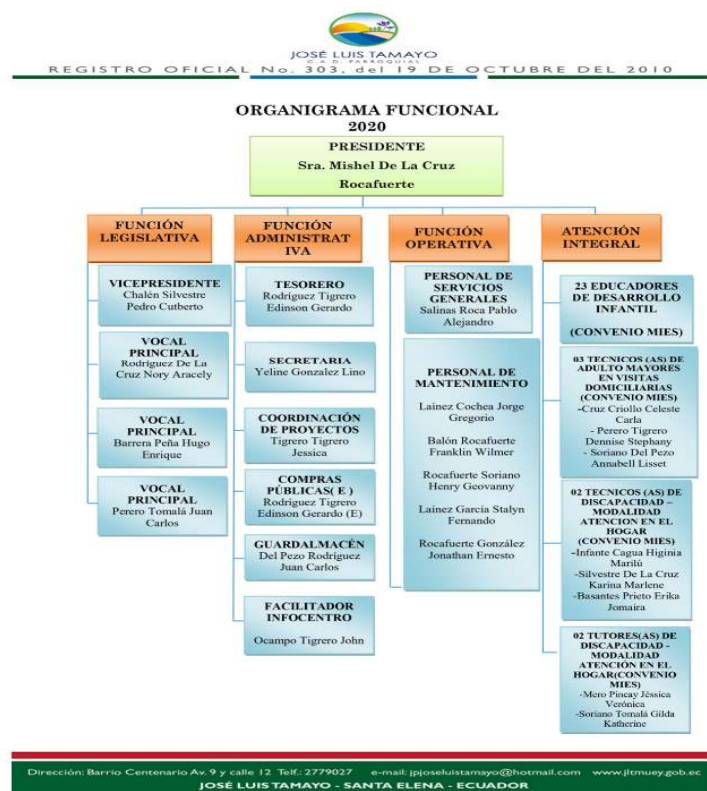 JOSÉ LUIS TAMAYO
G.A.D. PARROQUIAL
REGISTRO OFICIAL No. 303, del 19 DE OCTUBRE DEL 2010
ORGANIGRAMA FUNCIONAL
2020
PRESIDENTE
Sra. Mishel De La Cruz
Rocafuerte
FUNCIÓN
LEGISLATIVA
VICEPRESIDENTE
Chalén Silvestre
Pedro Cutberto
VOCAL
PRINCIPAL
Rodríguez De La
Cruz Nory Aracely
VOCAL
PRINCIPAL
Barrera Peña Hugo
Enrique
VOCAL
PRINCIPAL
Perero Tomalá Juan
Carlos
FUNCIÓN
ADMINISTRAT
IVA
TESORERO
Rodríguez Tigrero
Edinson Gerardo
SECRETARIA
Yeline Gonzalez Lino
COORDINACIÓN
DE PROYECTOS
Tigrero Tigrero
Jessica
COMPRAS
PÚBLICAS( E )
Rodríguez Tigrero
Edinson Gerardo (E)
GUARDALMACÉN
Del Pezo Rodríguez
Juan Carlos
FACILITADOR
INFOCENTRO
Ocampo Tigrero John
FUNCIÓN
OPERATIVA
PERSONAL DE
SERVICIOS
GENERALES
Salinas Roca Pablo
Alejandro
PERSONAL DE
MANTENIMIENTO
Laínez Cochea Jorge
Gregorio
Balón Rocafuerte
Franklin Wilmer
Rocafuerte Soriano
Henry Geovanny
Laínez García Stalyn
Fernando
Rocafuerte González
Jonathan Ernesto
ATENCIÓN
INTEGRAL
23 EDUCADORES
DE DESARROLLO
INFANTIL
(CONVENIO MIES)
03 TECNICOS (AS) DE
ADULTO MAYORES
EN VISITAS
DOMICILIARIAS
(CONVENIO MIES)
-Cruz Criollo Celeste
Carla
- Perero Tigrero
Dennise Stephany
- Soriano Del Pezo
Annabell Lisset
02 TECNICOS (AS) DE
DISCAPACIDAD –
MODALIDAD
ATENCION EN EL
HOGAR
(CONVENIO MIES)
-Infante Cagua Higinia
Marilú
-Silvestre De La Cruz
Karina Marlene
-Basantes Prieto Erika
Jomaira
02 TUTORES(AS) DE
DISCAPACIDAD -
MODALIDAD
ATENCIÓN EN EL
HOGAR(CONVENIO
MIES)
-Mero Pincay Jéssica
Verónica
-Soriano Tomalá Gilda
Katherine
Dirección: Barrio Centenario Av. 9 y calle 12 Telf.: 2779027 e-mail: jpjoseluistamayo@hotmail.com www.jltmuey.gob.ec
JOSÉ LUIS TAMAYO - SANTA ELENA - ECUADOR